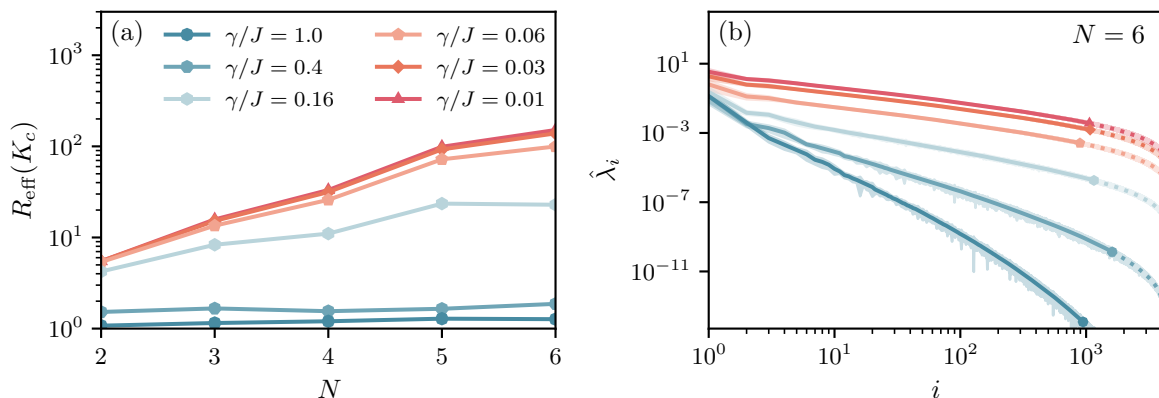 (a)
γ/J = 1.0
γ/J = 0.4
γ/J = 0.16
γ/J = 0.06
γ/J = 0.03
γ/J = 0.01
R_eff(K_c)
10^3
10^2
10^1
10^0
2 3 4 5 6
N
(b)
N = 6
λ̂_i
10^1
10^−3
10^−7
10^−11
10^0 10^1 10^2 10^3
i